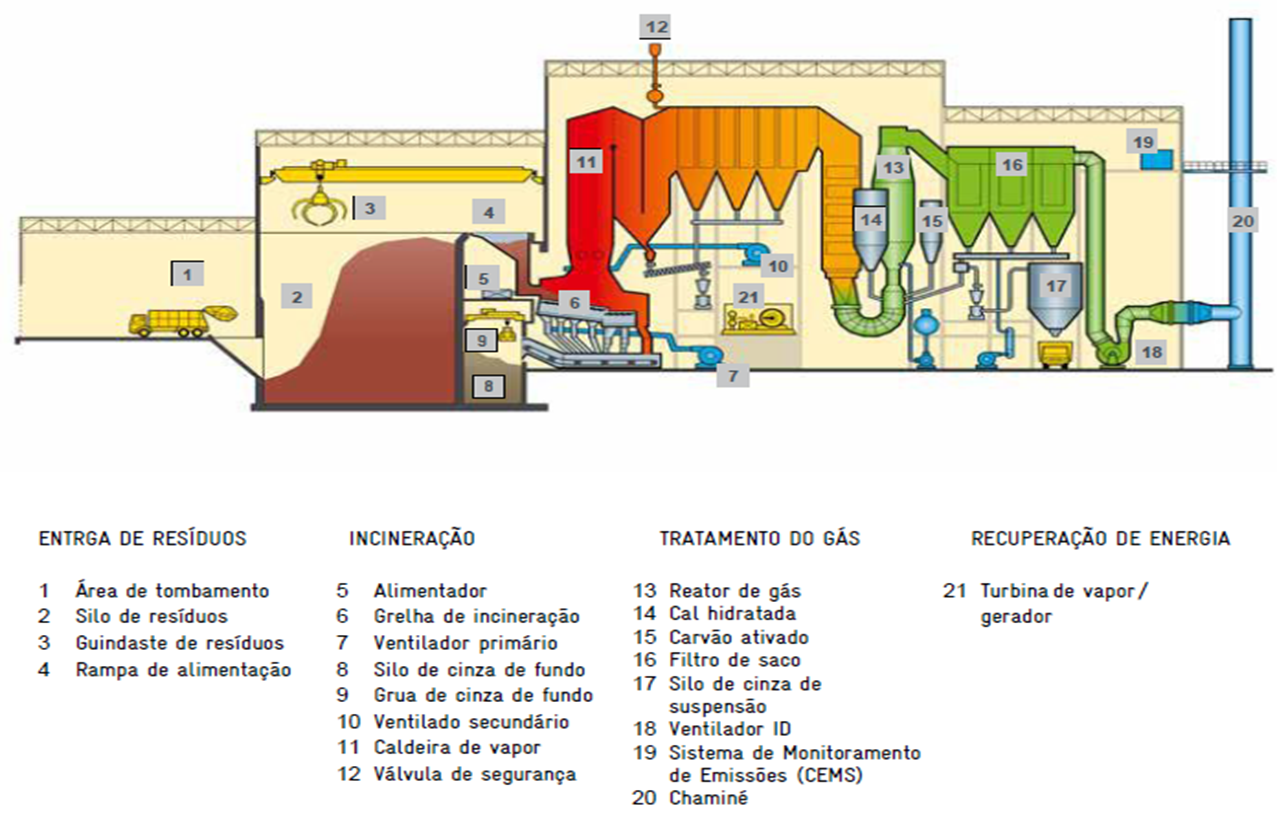 12
11
13
16
19
3
4
14
15
20
1
5
10
2
6
21
17
9
18
7
8
ENTRGA DE RESÍDUOS
1 Área de tombamento
2 Silo de resíduos
3 Guindaste de resíduos
4 Rampa de alimentação
INCINERAÇÃO
5 Alimentador
6 Grelha de incineração
7 Ventilador primário
8 Silo de cinza de fundo
9 Grua de cinza de fundo
10 Ventilado secundário
11 Caldeira de vapor
12 Válvula de segurança
TRATAMENTO DO GÁS
13 Reator de gás
14 Cal hidratada
15 Carvão ativado
16 Filtro de saco
17 Silo de cinza de
suspensão
18 Ventilador ID
19 Sistema de Monitoramento
de Emissões (CEMS)
20 Chaminé
RECUPERAÇÃO DE ENERGIA
21 Turbina de vapor/
gerador